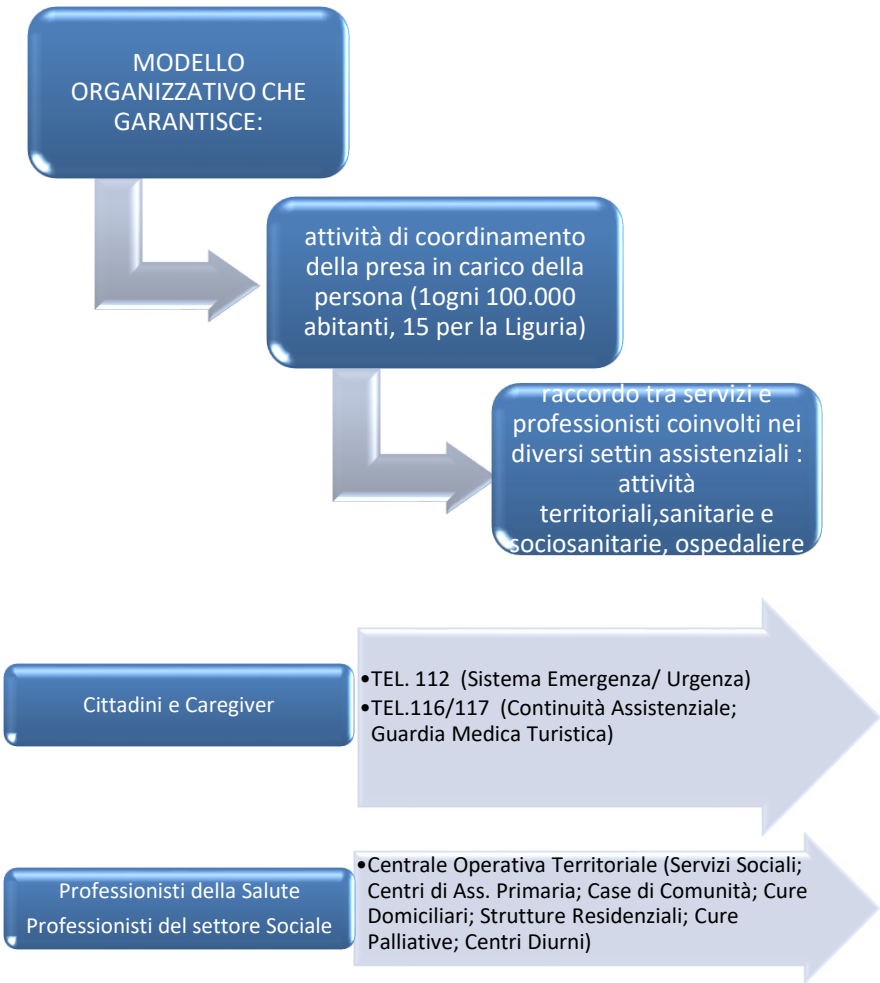 MODELLO
ORGANIZZATIVO CHE
GARANTISCE:
attività di coordinamento
della presa in carico della
persona (1ogni 100.000
abitanti, 15 per la Liguria)
raccordo tra servizi e
professionisti coinvolti nei
diversi settin assistenziali :
attività
territoriali,sanitarie e
sociosanitarie, ospedaliere
Cittadini e Caregiver
•TEL. 112 (Sistema Emergenza/ Urgenza)
•TEL.116/117 (Continuità Assistenziale;
Guardia Medica Turistica)
Professionisti della Salute
Professionisti del settore Sociale
•Centrale Operativa Territoriale (Servizi Sociali;
Centri di Ass. Primaria; Case di Comunità; Cure
Domiciliari; Strutture Residenziali; Cure
Palliative; Centri Diurni)